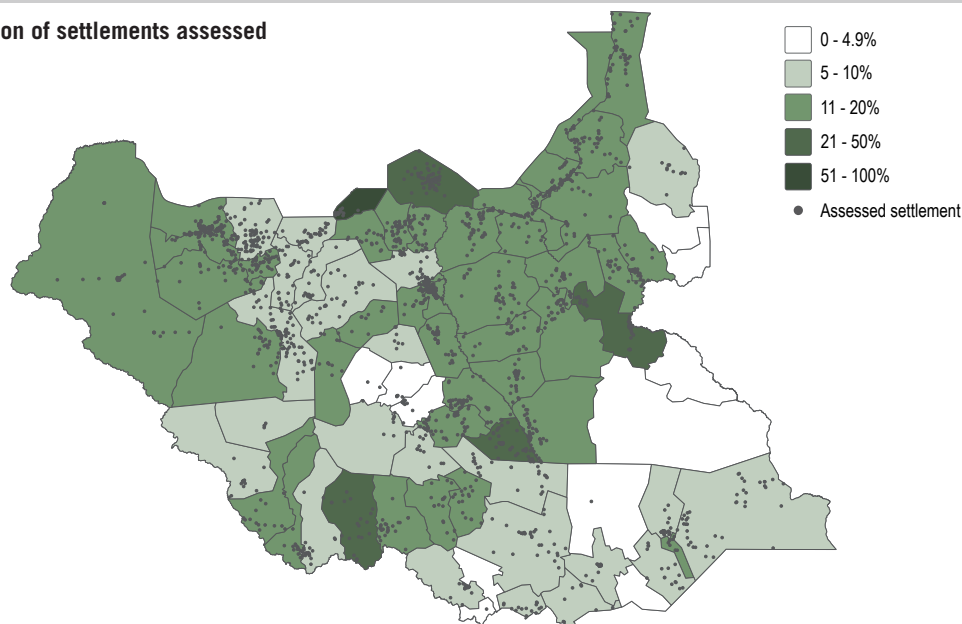 on of settlements assessed
0 - 4.9%
5 - 10%
11 - 20%
21 - 50%
51 - 100%
Assessed settlement